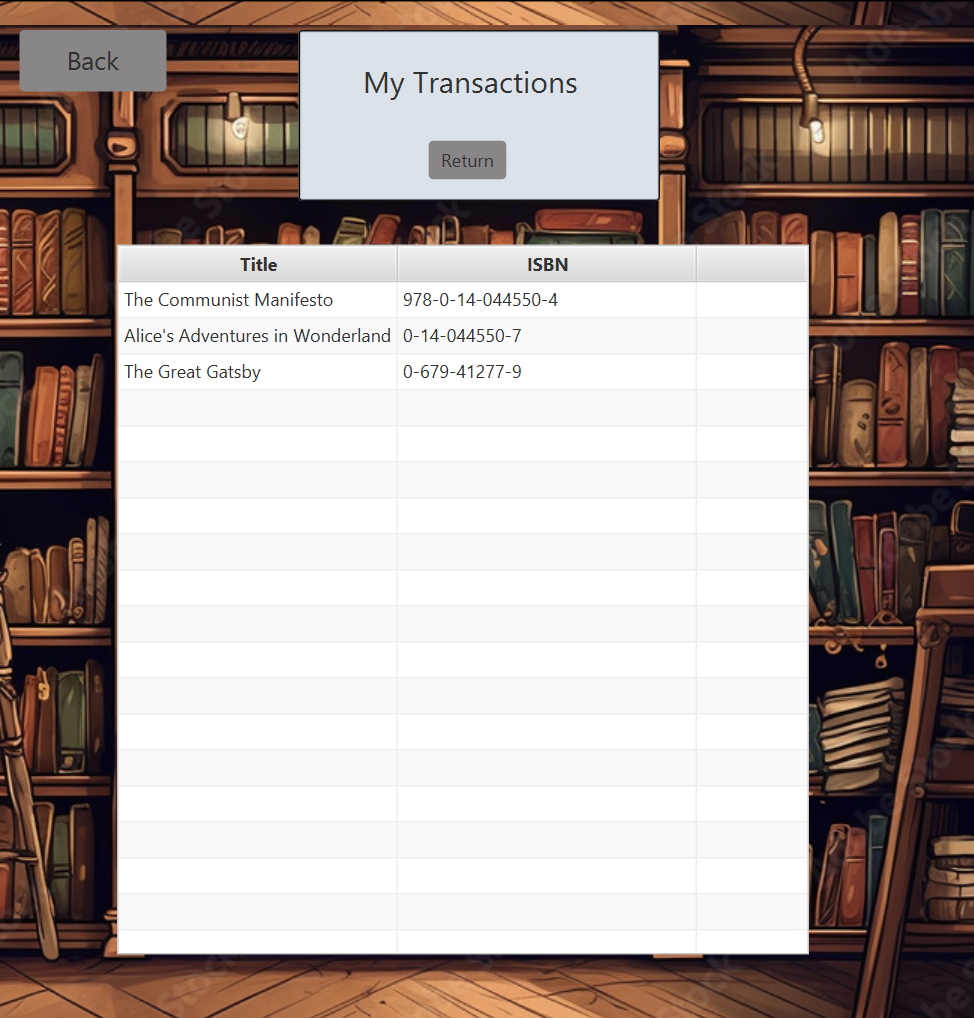 Back
My Transactions
Return
Title ISBN
The Communist Manifesto 978-0-14-044550-4
Alice's Adventures in Wonderland 0-14-044550-7
The Great Gatsby 0-679-41277-9